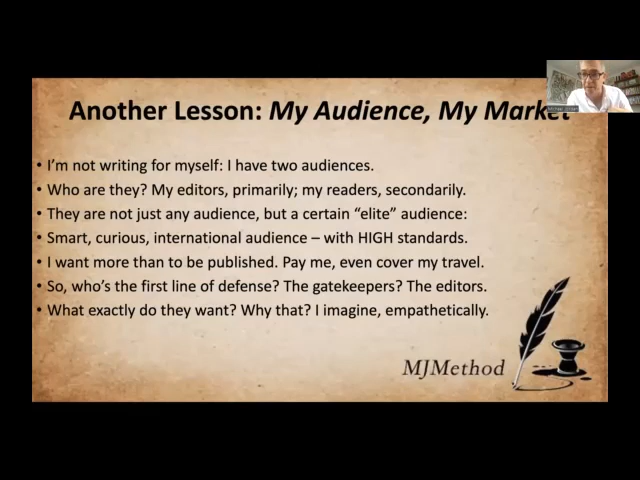 Another Lesson: My Audience, My Market
• I'm not writing for myself: I have two audiences.
• Who are they? My editors, primarily; my readers, secondarily.
• They are not just any audience, but a certain “elite” audience:
• Smart, curious, international audience – with HIGH standards.
• I want more than to be published. Pay me, even cover my travel.
• So, who's the first line of defense? The gatekeepers? The editors.
• What exactly do they want? Why that? I imagine, empathetically.
MJMethod